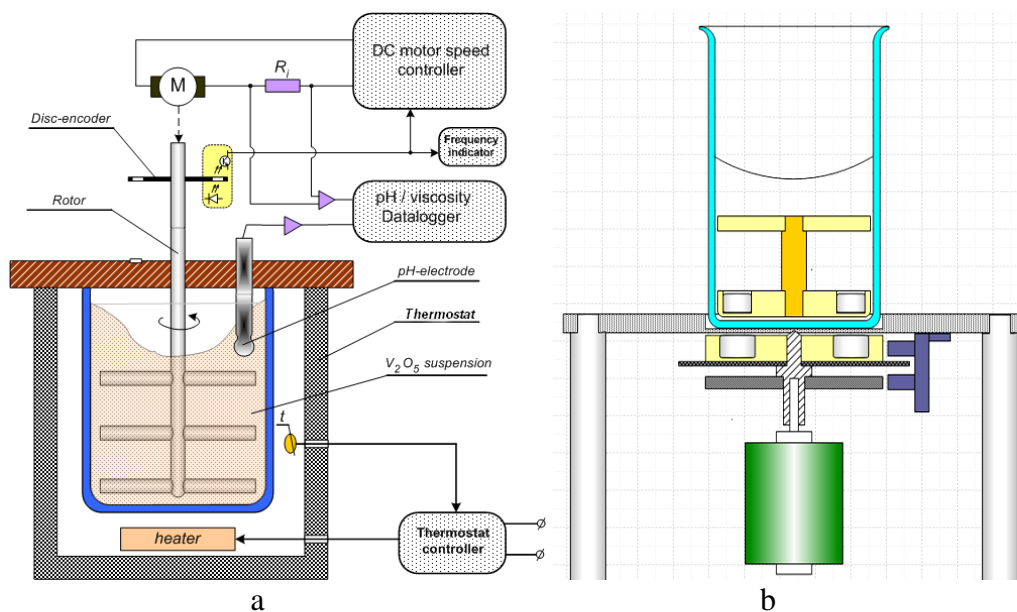 DC motor speed
controller
R_i
M
Disc-encoder
Frequency
indicator
pH / viscosity
Datalogger
Rotor
pH-electrode
Thermostat
V₂O₅ suspension
t
heater
Thermostat
controller
a
b